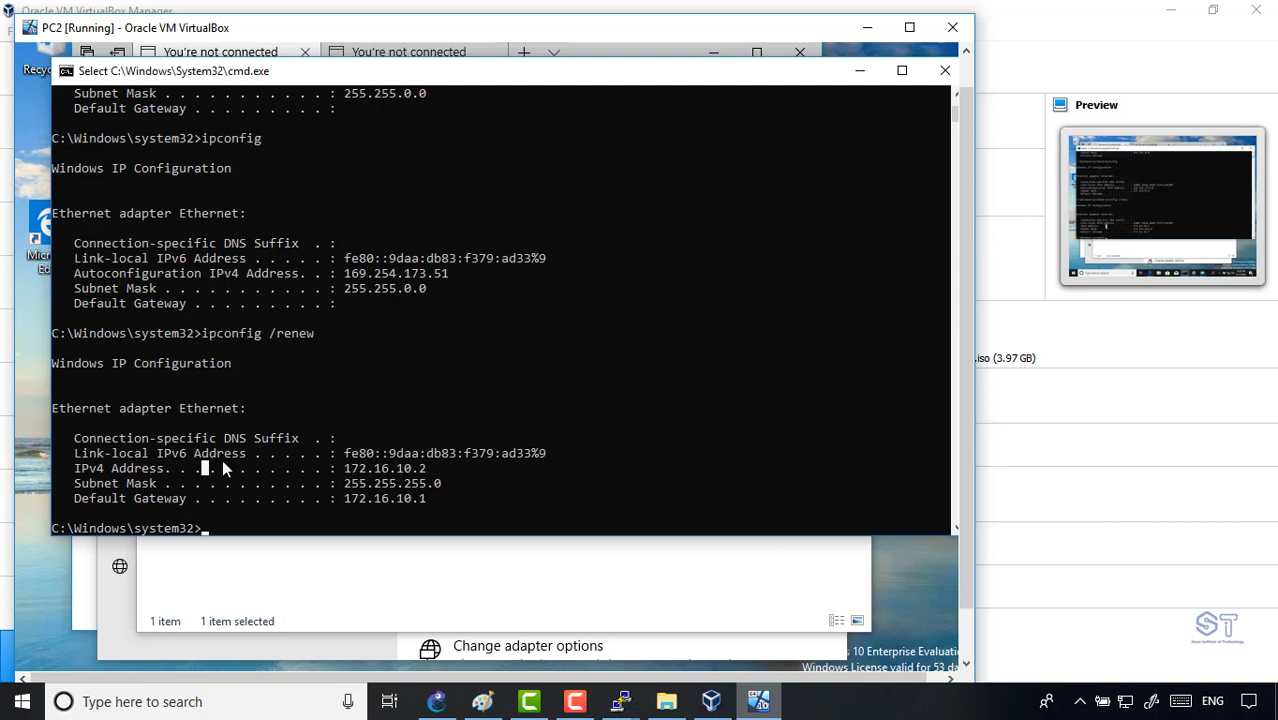 Oracle VM VirtualBox Manager
PC2 [Running] - Oracle VM VirtualBox
You're not connected
You're not connected
Select C:\Windows\System32\cmd.exe
Subnet Mask . . . . . . . . . . . : 255.255.0.0
Default Gateway . . . . . . . . . :
C:\Windows\system32>ipconfig
Windows IP Configuration
Ethernet adapter Ethernet:
Connection-specific DNS Suffix  . :
Link-local IPv6 Address . . . . . : fe80::9daa:db83:f379:ad33%9
Autoconfiguration IPv4 Address. . : 169.254.173.51
Subnet Mask . . . . . . . . . . . : 255.255.0.0
Default Gateway . . . . . . . . . :
C:\Windows\system32>ipconfig /renew
Windows IP Configuration
Ethernet adapter Ethernet:
Connection-specific DNS Suffix  . :
Link-local IPv6 Address . . . . . : fe80::9daa:db83:f379:ad33%9
IPv4 Address. . . . . . . . . . . : 172.16.10.2
Subnet Mask . . . . . . . . . . . : 255.255.255.0
Default Gateway . . . . . . . . . : 172.16.10.1
C:\Windows\system32>
Preview
.iso (3.97 GB)
1 item 1 item selected
Change adapter options
10 Enterprise Evaluati
Windows License valid for 53 da
ST
Type here to search
ENG